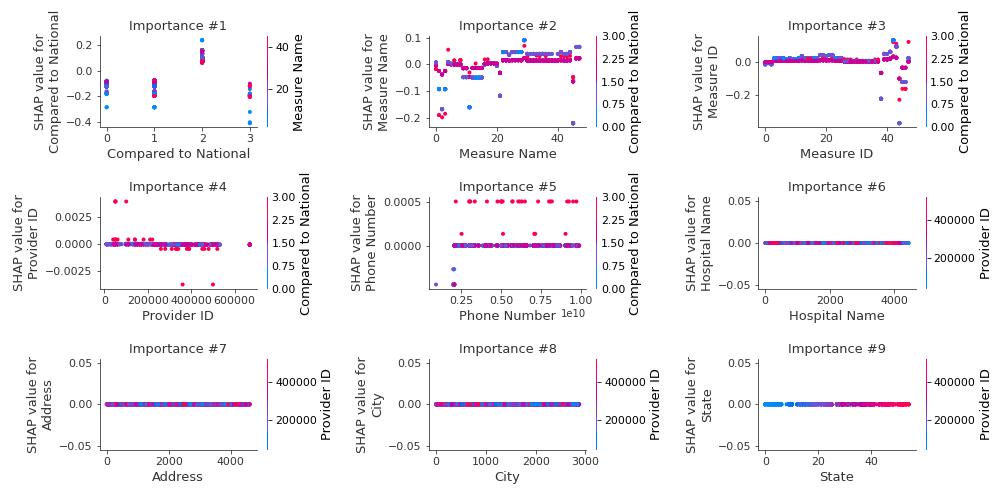 Importance #1
SHAP value for
Compared to National
0.2
0.0
−0.2
−0.4
0
1
2
3
Compared to National
40
20
Measure Name
Importance #2
SHAP value for
Measure Name
0.1
0.0
−0.1
−0.2
0
20
40
Measure Name
3.00
2.25
1.50
0.75
0.00
Compared to National
Importance #3
SHAP value for
Measure ID
0.0
−0.2
0
20
40
Measure ID
3.00
2.25
1.50
0.75
0.00
Compared to National
Importance #4
SHAP value for
Provider ID
0.0025
0.0000
−0.0025
0
200000
400000
600000
Provider ID
3.00
2.25
1.50
0.75
0.00
Compared to National
Importance #5
SHAP value for
Phone Number
0.0005
0.0000
0.25
0.50
0.75
1.00
1e10
Phone Number
3.00
2.25
1.50
0.75
0.00
Compared to National
Importance #6
SHAP value for
Hospital Name
0.05
0.00
−0.05
0
2000
4000
Hospital Name
400000
200000
Provider ID
Importance #7
SHAP value for
Address
0.05
0.00
−0.05
0
2000
4000
Address
400000
200000
Provider ID
Importance #8
SHAP value for
City
0.05
0.00
−0.05
0
1000
2000
3000
City
400000
200000
Provider ID
Importance #9
SHAP value for
State
0.05
0.00
−0.05
0
20
40
State
400000
200000
Provider ID